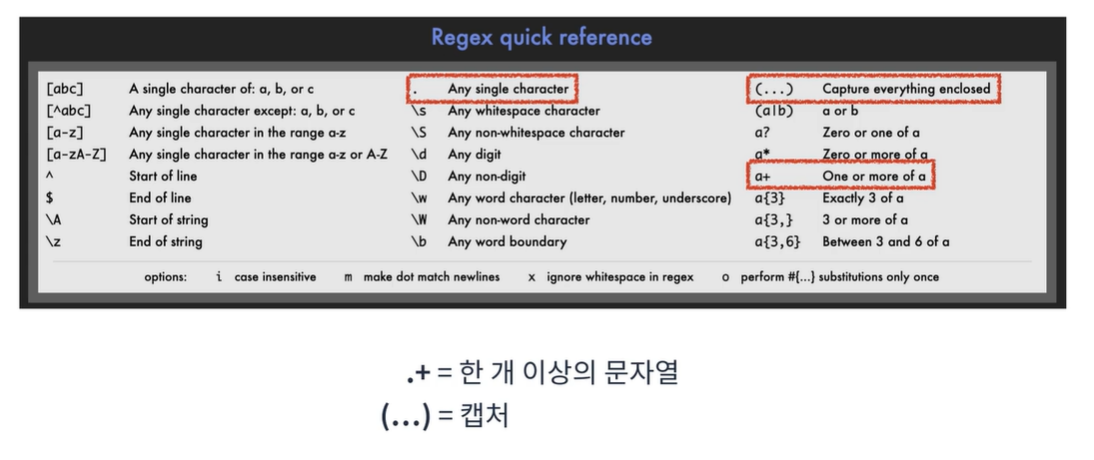 Regex quick reference
[abc] A single character of: a, b, or c . Any single character (...) Capture everything enclosed
[^abc] Any single character except: a, b, or c \s Any whitespace character (a|b) a or b
[a-z] Any single character in the range a-z \S Any non-whitespace character a? Zero or one of a
[a-zA-Z] Any single character in the range a-z or A-Z \d Any digit a* Zero or more of a
^ Start of line \D Any non-digit a+ One or more of a
$ End of line \w Any word character (letter, number, underscore) a{3} Exactly 3 of a
\A Start of string \W Any non-word character a{3,} 3 or more of a
\z End of string \b Any word boundary a{3,6} Between 3 and 6 of a
options: i case insensitive m make dot match newlines x ignore whitespace in regex o perform #{...} substitutions only once
.+ = 한 개 이상의 문자열
(...) = 캡처